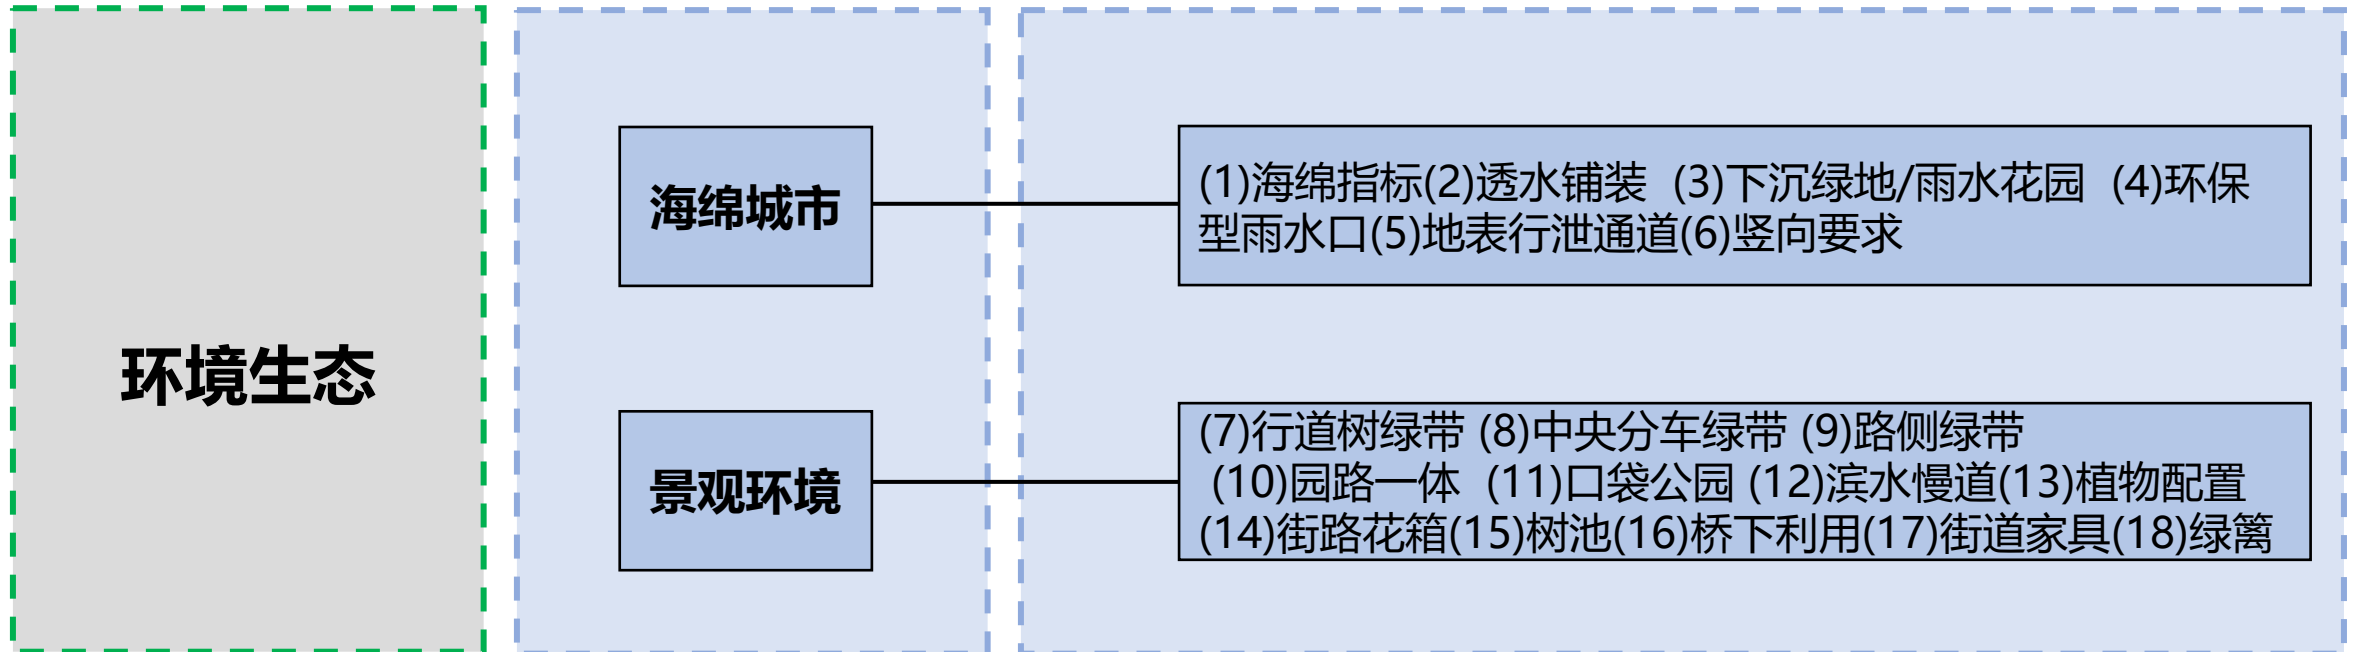 环境生态
海绵城市
(1)海绵指标(2)透水铺装 (3)下沉绿地/雨水花园 (4)环保
型雨水口(5)地表行泄通道(6)竖向要求
景观环境
(7)行道树绿带 (8)中央分车绿带 (9)路侧绿带
(10)园路一体 (11)口袋公园 (12)滨水慢道(13)植物配置
(14)街路花箱(15)树池(16)桥下利用(17)街道家具(18)绿篱